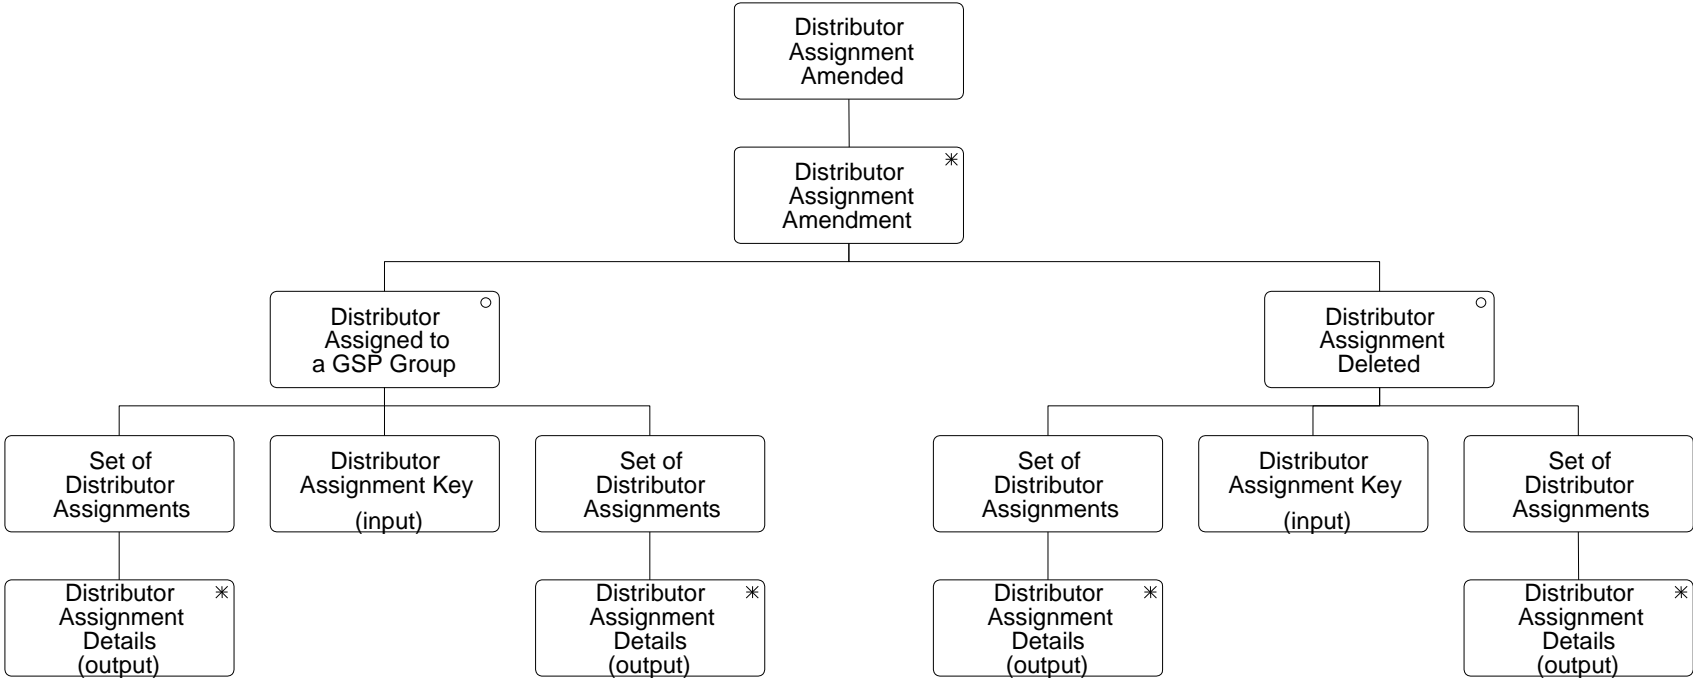 Distributor
Assignment
Amended
Distributor
Assignment
Amendment
Distributor
Assigned to
a GSP Group
Distributor
Assignment
Deleted
Set of
Distributor
Assignments
Distributor
Assignment Key
(input)
Set of
Distributor
Assignments
Set of
Distributor
Assignments
Distributor
Assignment Key
(input)
Set of
Distributor
Assignments
Distributor
Assignment
Details
(output)
Distributor
Assignment
Details
(output)
Distributor
Assignment
Details
(output)
Distributor
Assignment
Details
(output)